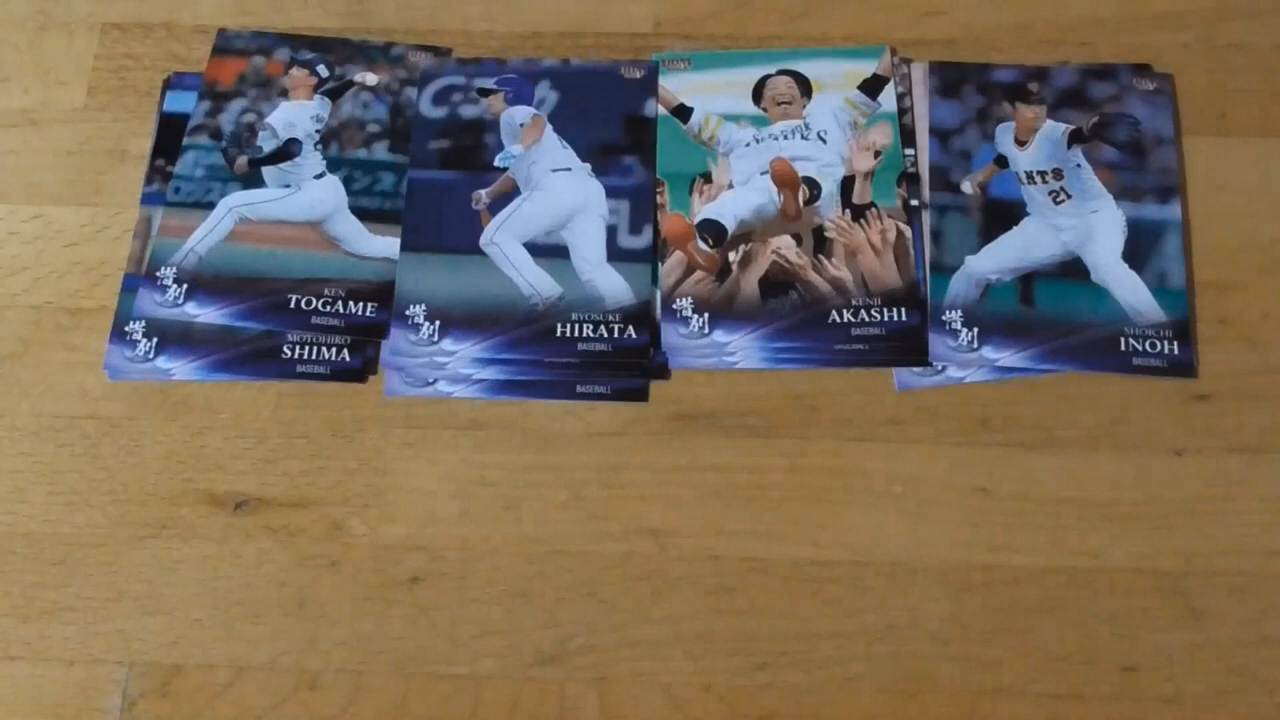 惜別
KEN
TOGAME
BASEBALL
惜別
MOTOHIRO
SHIMA
BASEBALL
惜別
RYOSUKE
HIRATA
BASEBALL
BASEBALL
惜別
KENJI
AKASHI
BASEBALL
惜別
ANTS
21
SHOICHI
INOH
BASEBALL